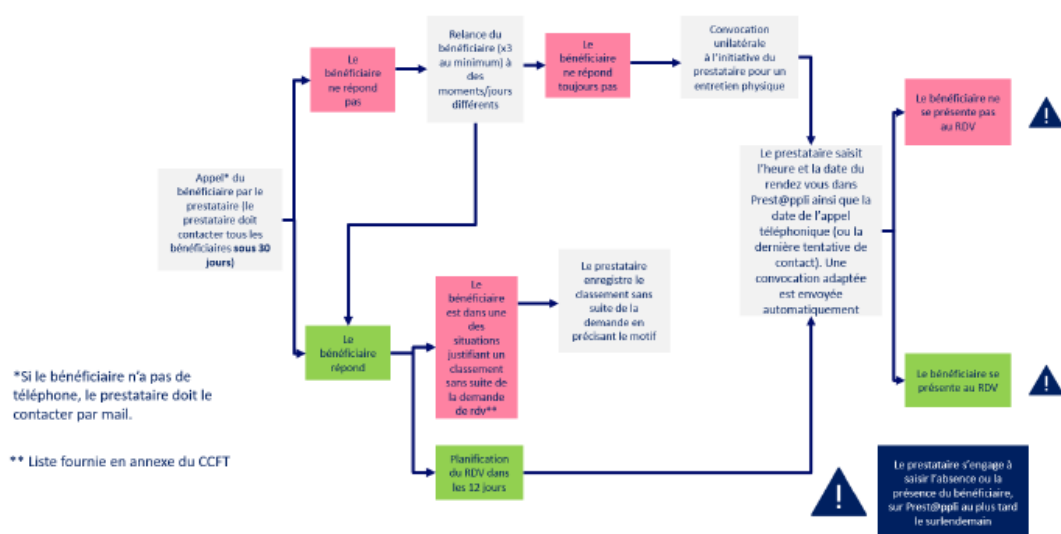 Appel* du
bénéficiaire par le
prestataire (le
prestataire doit
contacter tous les
bénéficiaires sous 30
jours)
Le
bénéficiaire
ne répond
pas
Relance du
bénéficiaire (x3
au minimum) à
des
moments/jours
différents
Le
bénéficiaire
ne répond
toujours pas
Convocation
unilatérale
à l'initiative du
prestataire pour un
entretien physique
Le
bénéficiaire
répond
Le
bénéficiaire
est dans une
des
situations
justifiant un
classement
sans suite de
la demande
de rdv**
Le prestataire
enregistre le
classement sans
suite de la
demande en
précisant le motif
Planification
du RDV dans
les 12 jours
Le prestataire saisit
l'heure et la date du
rendez vous dans
Prest@ppli ainsi que la
date de l'appel
téléphonique (ou la
dernière tentative de
contact). Une
convocation adaptée
est envoyée
automatiquement
Le bénéficiaire ne
se présente pas
au RDV
!
Le bénéficiaire se
présente au RDV
!
*Si le bénéficiaire n'a pas de
téléphone, le prestataire doit le
contacter par mail.
** Liste fournie en annexe du CCFT
!
Le prestataire s'engage à
saisir l'absence ou la
présence du bénéficiaire,
sur Prest@ppli au plus tard
le surlendemain